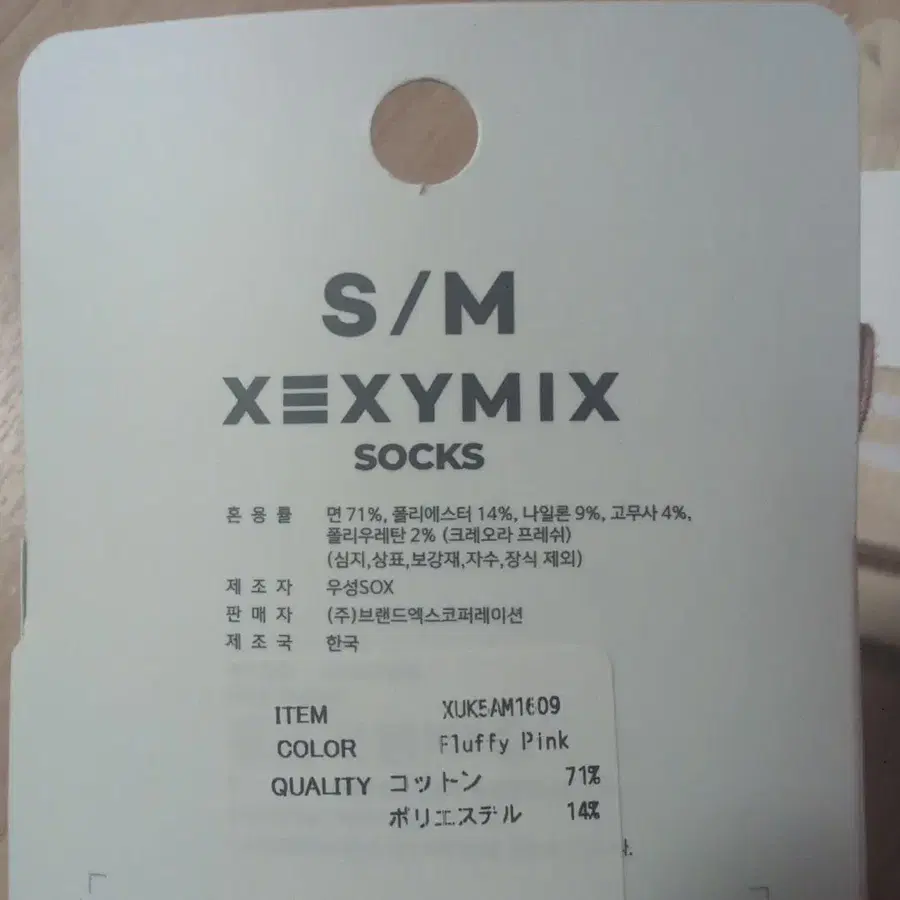 S/M
XEXYMIX
SOCKS
혼용률 면 71%, 폴리에스터 14%, 나일론 9%, 고무사 4%,
폴리우레탄 2% (크레오라 프레쉬)
(심지,상표,보강재,자수,장식 제외)
제조자 우성SOX
판매자 (주)브랜드엑스코퍼레이션
제조국 한국
ITEM XUK5AM1609
COLOR Fluffy Pink
QUALITY コットン 71%
ポリエステル 14%